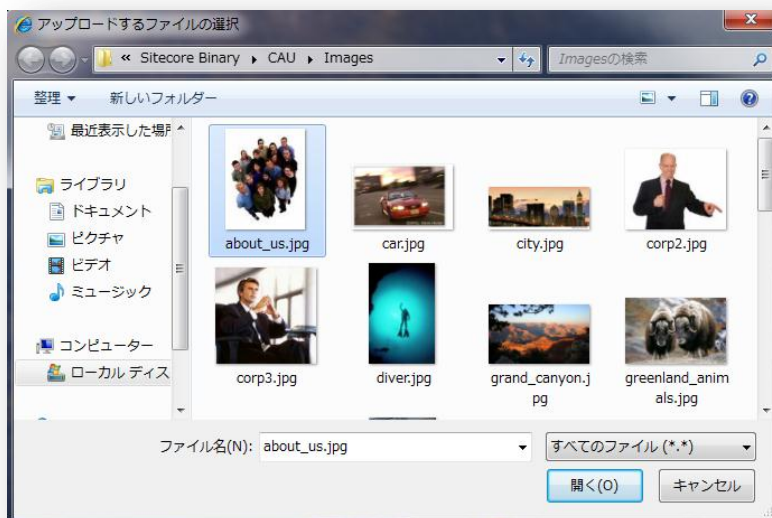 アップロードするファイルの選択
« Sitecore Binary ▸ CAU ▸ Images
Imagesの検索
整理 ▼ 新しいフォルダー
最近表示した場所
ライブラリ
ドキュメント
ピクチャ
ビデオ
ミュージック
コンピューター
ローカル ディス
about_us.jpg
car.jpg
city.jpg
corp2.jpg
corp3.jpg
diver.jpg
grand_canyon.j
pg
greenland_anim
als.jpg
ファイル名(N):
about_us.jpg
すべてのファイル (*.*)
開く(O)
キャンセル